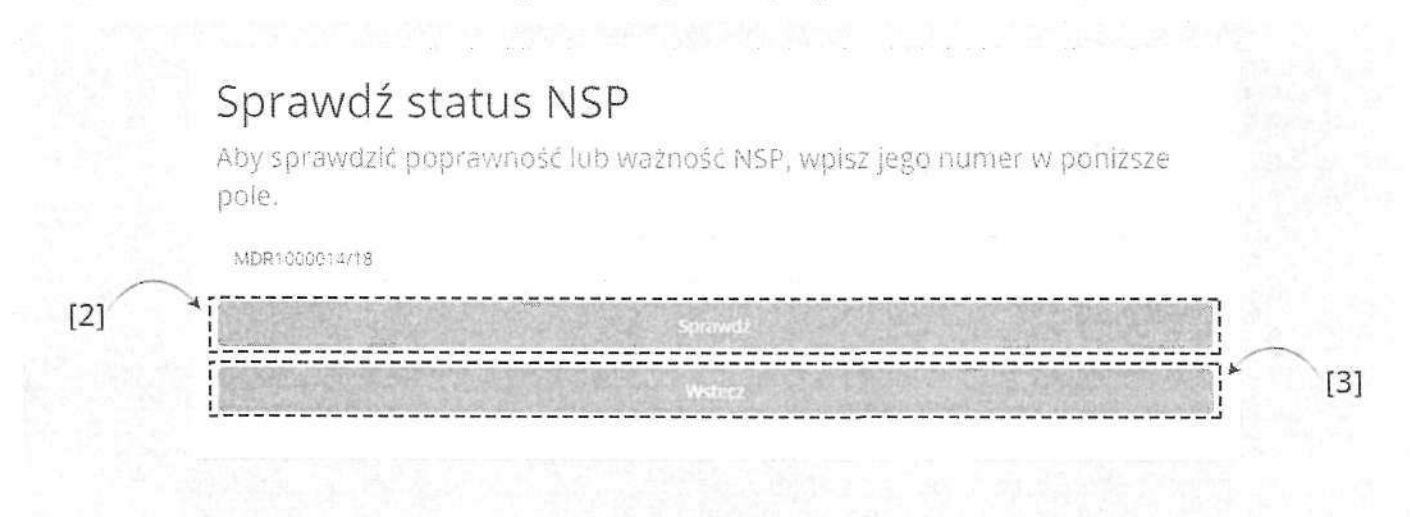 Sprawdź status NSP
Aby sprawdzić poprawność lub ważność NSP, wpisz jego numer w poniższe
pole.
MDR1000014/18
[2]
Sprawdź
Wstecz
[3]